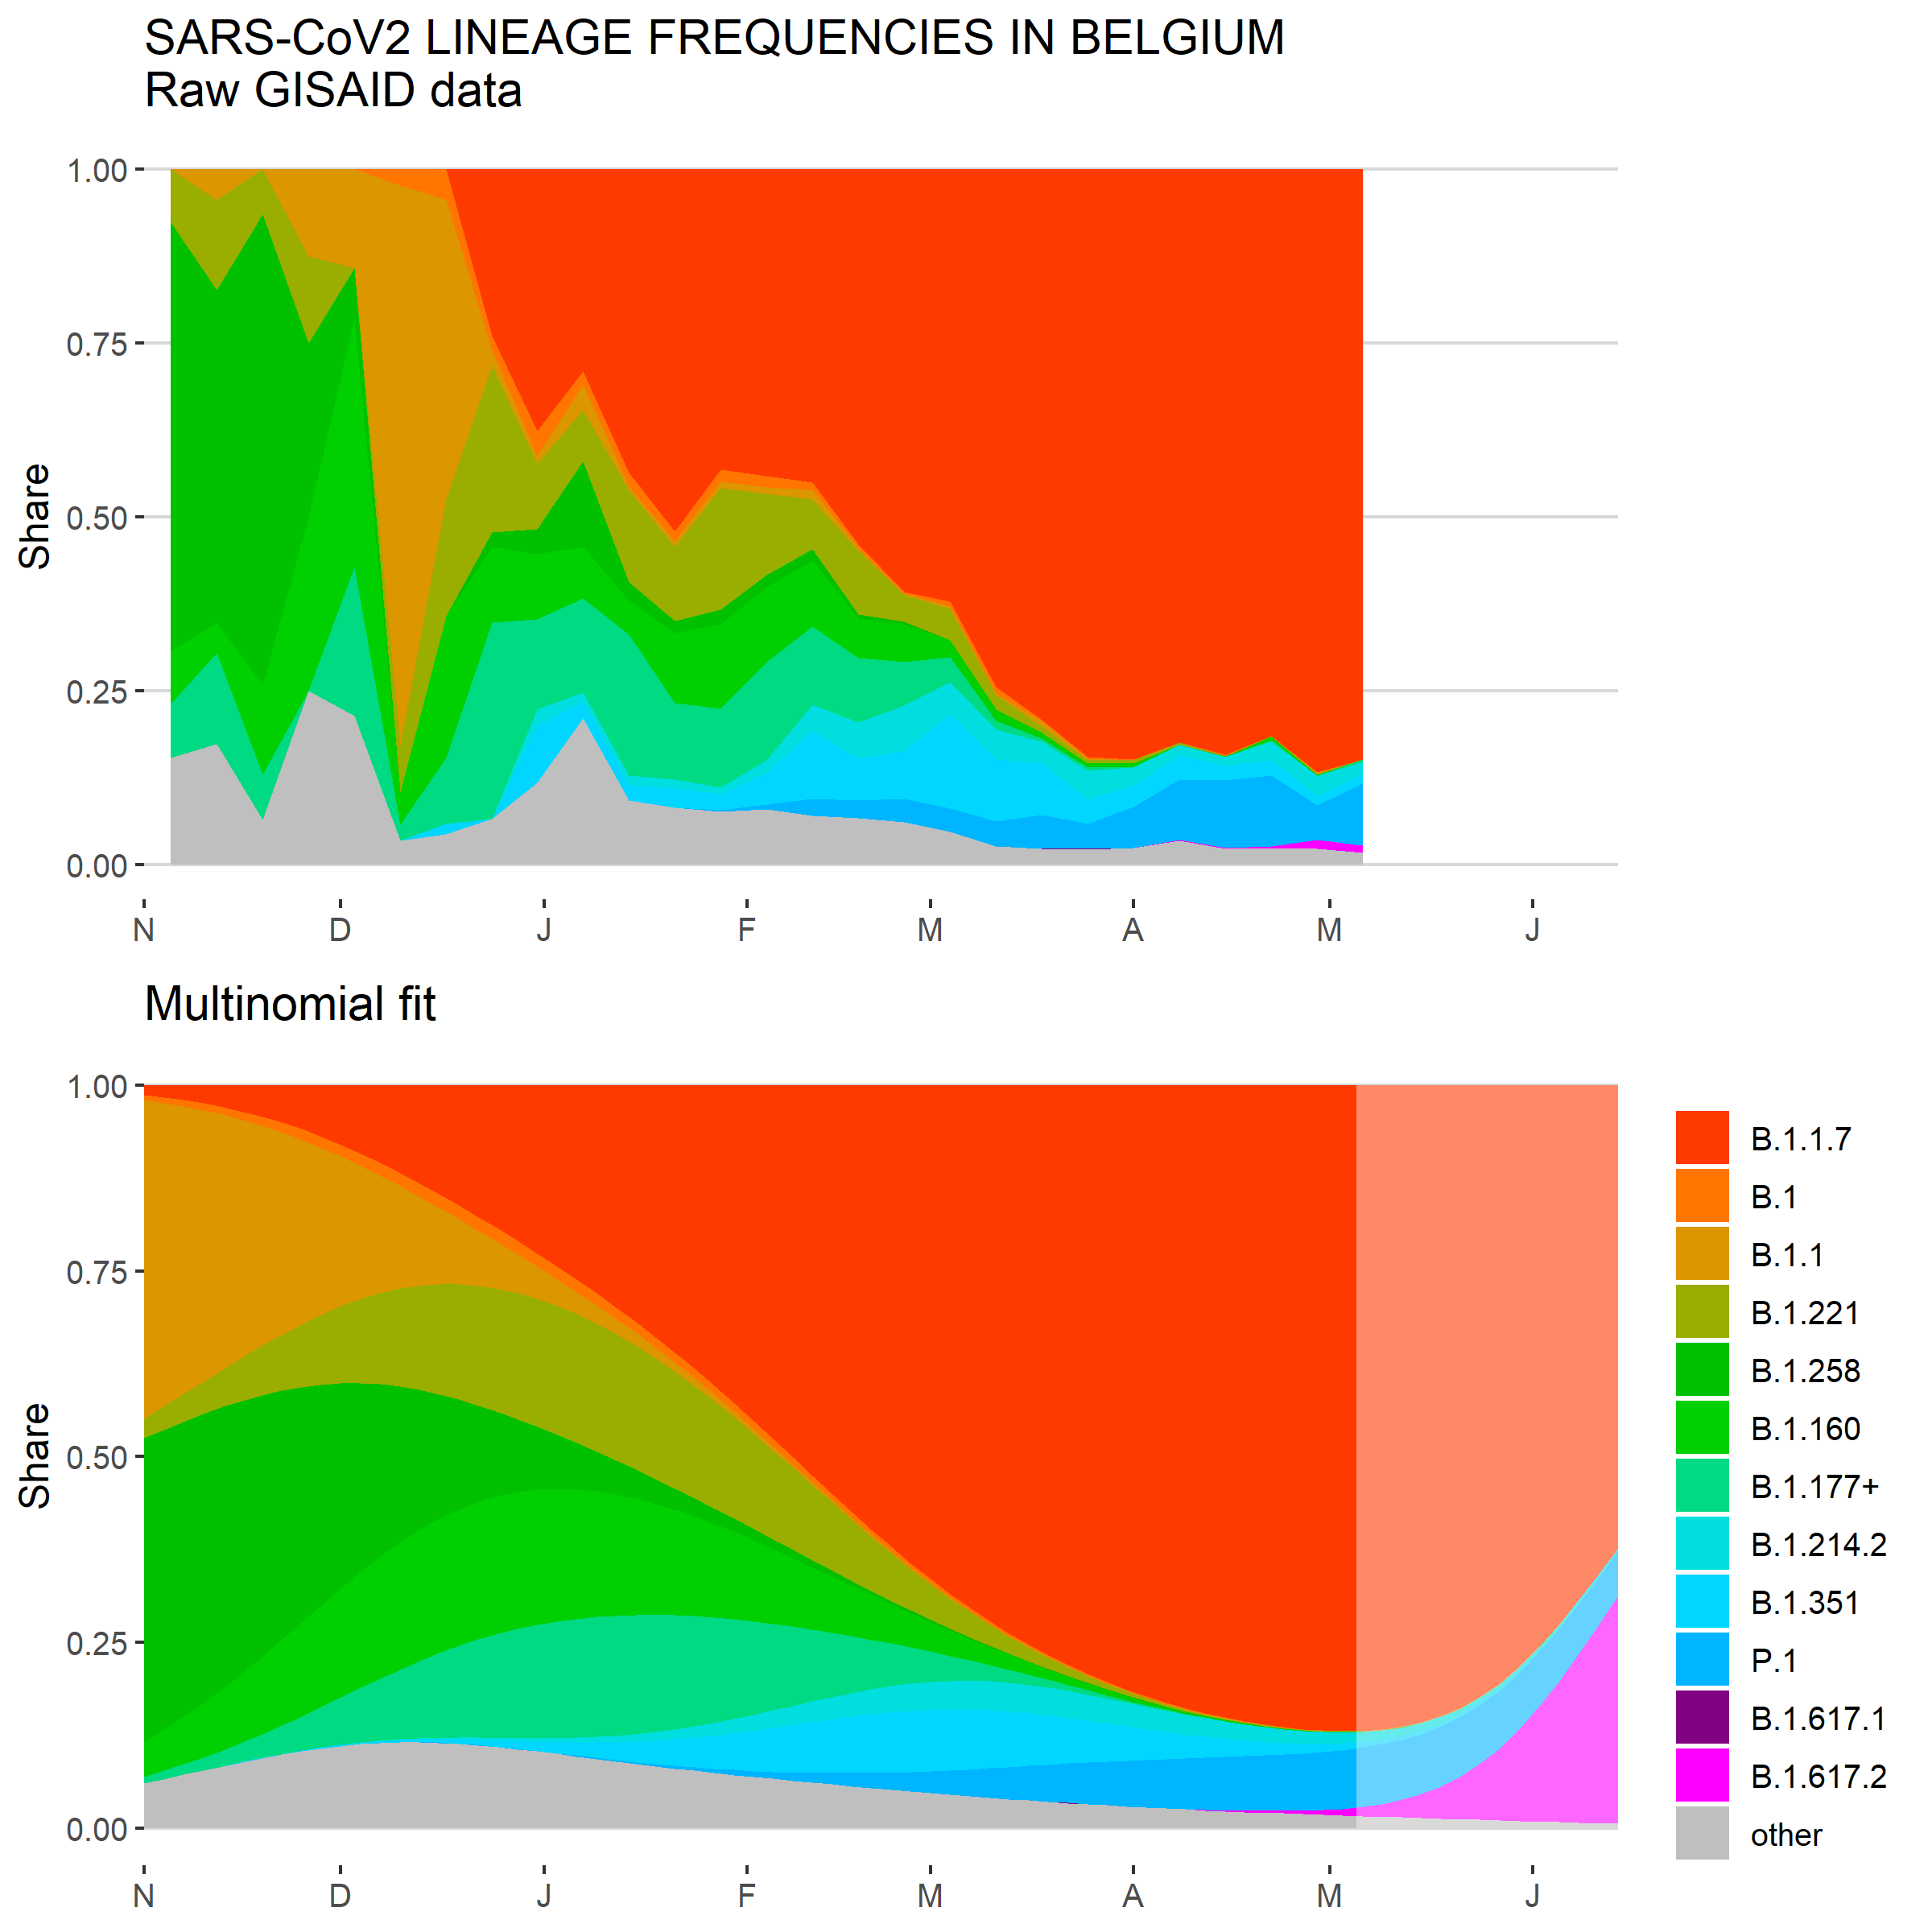 SARS-CoV2 LINEAGE FREQUENCIES IN BELGIUM
Raw GISAID data
1.00
0.75
0.50
0.25
0.00
Share
N D J F M A M J
Multinomial fit
1.00
0.75
0.50
0.25
0.00
Share
N D J F M A M J
B.1.1.7
B.1
B.1.1
B.1.221
B.1.258
B.1.160
B.1.177+
B.1.214.2
B.1.351
P.1
B.1.617.1
B.1.617.2
other